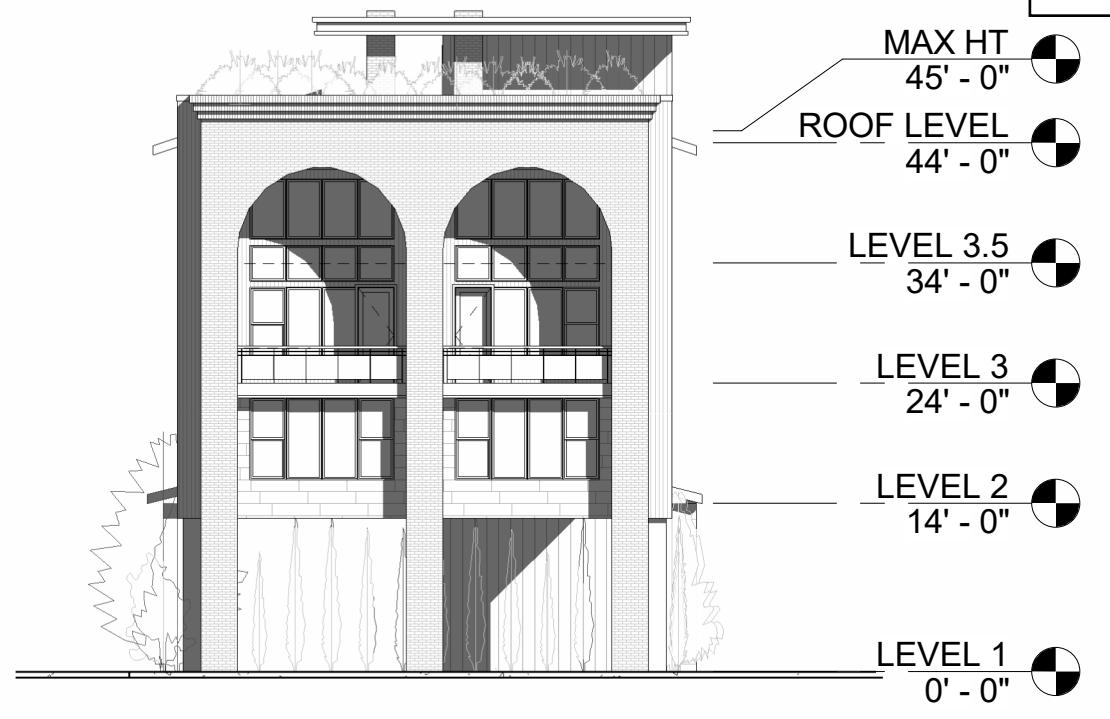 MAX HT
45' - 0"
ROOF LEVEL
44' - 0"
LEVEL 3.5
34' - 0"
LEVEL 3
24' - 0"
LEVEL 2
14' - 0"
LEVEL 1
0' - 0"